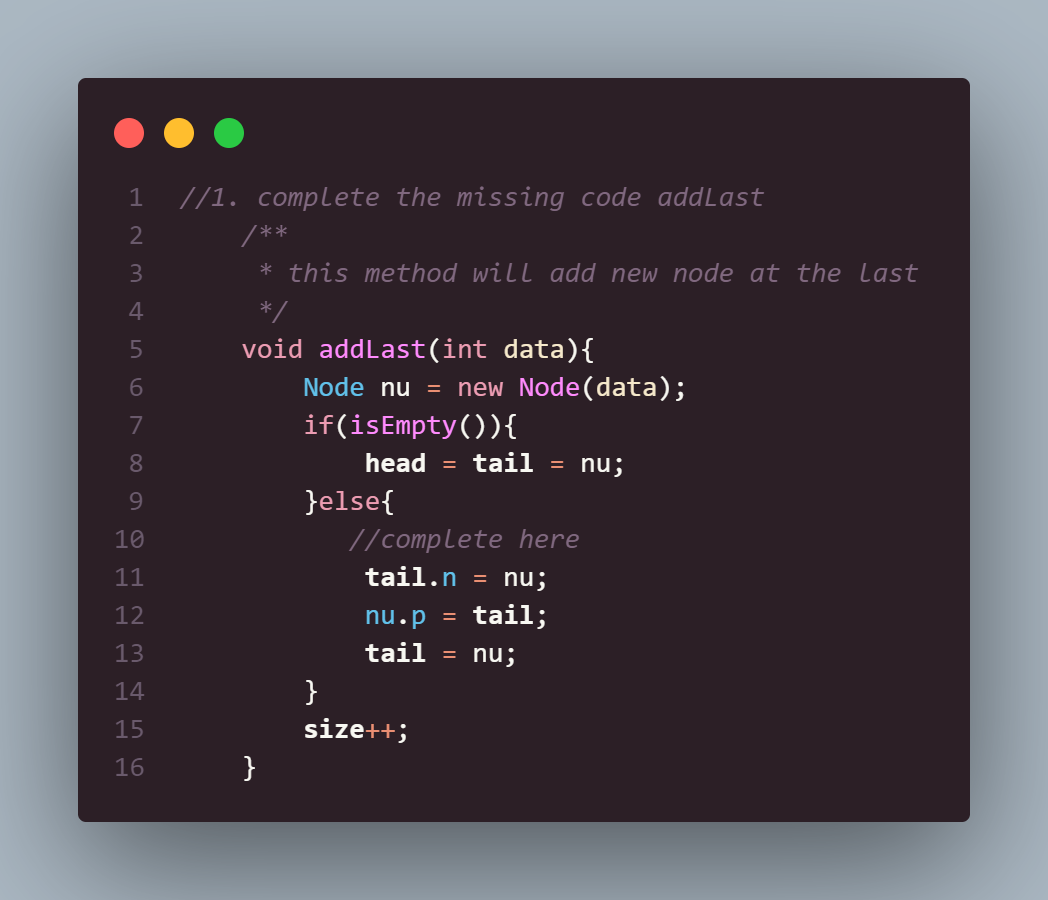 1 //1. complete the missing code addLast
2 /**
3 * this method will add new node at the last
4 */
5 void addLast(int data){
6 Node nu = new Node(data);
7 if(isEmpty()){
8 head = tail = nu;
9 }else{
10 //complete here
11 tail.n = nu;
12 nu.p = tail;
13 tail = nu;
14 }
15 size++;
16 }